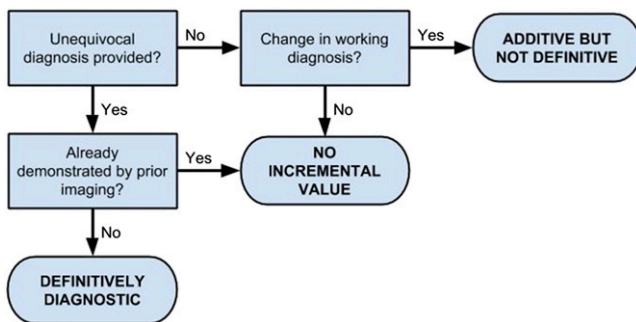 Unequivocal
diagnosis provided?
No
Change in working
diagnosis?
Yes
ADDITIVE BUT
NOT DEFINITIVE
Yes
No
Already
demonstrated by prior
imaging?
Yes
NO
INCREMENTAL
VALUE
No
DEFINITIVELY
DIAGNOSTIC